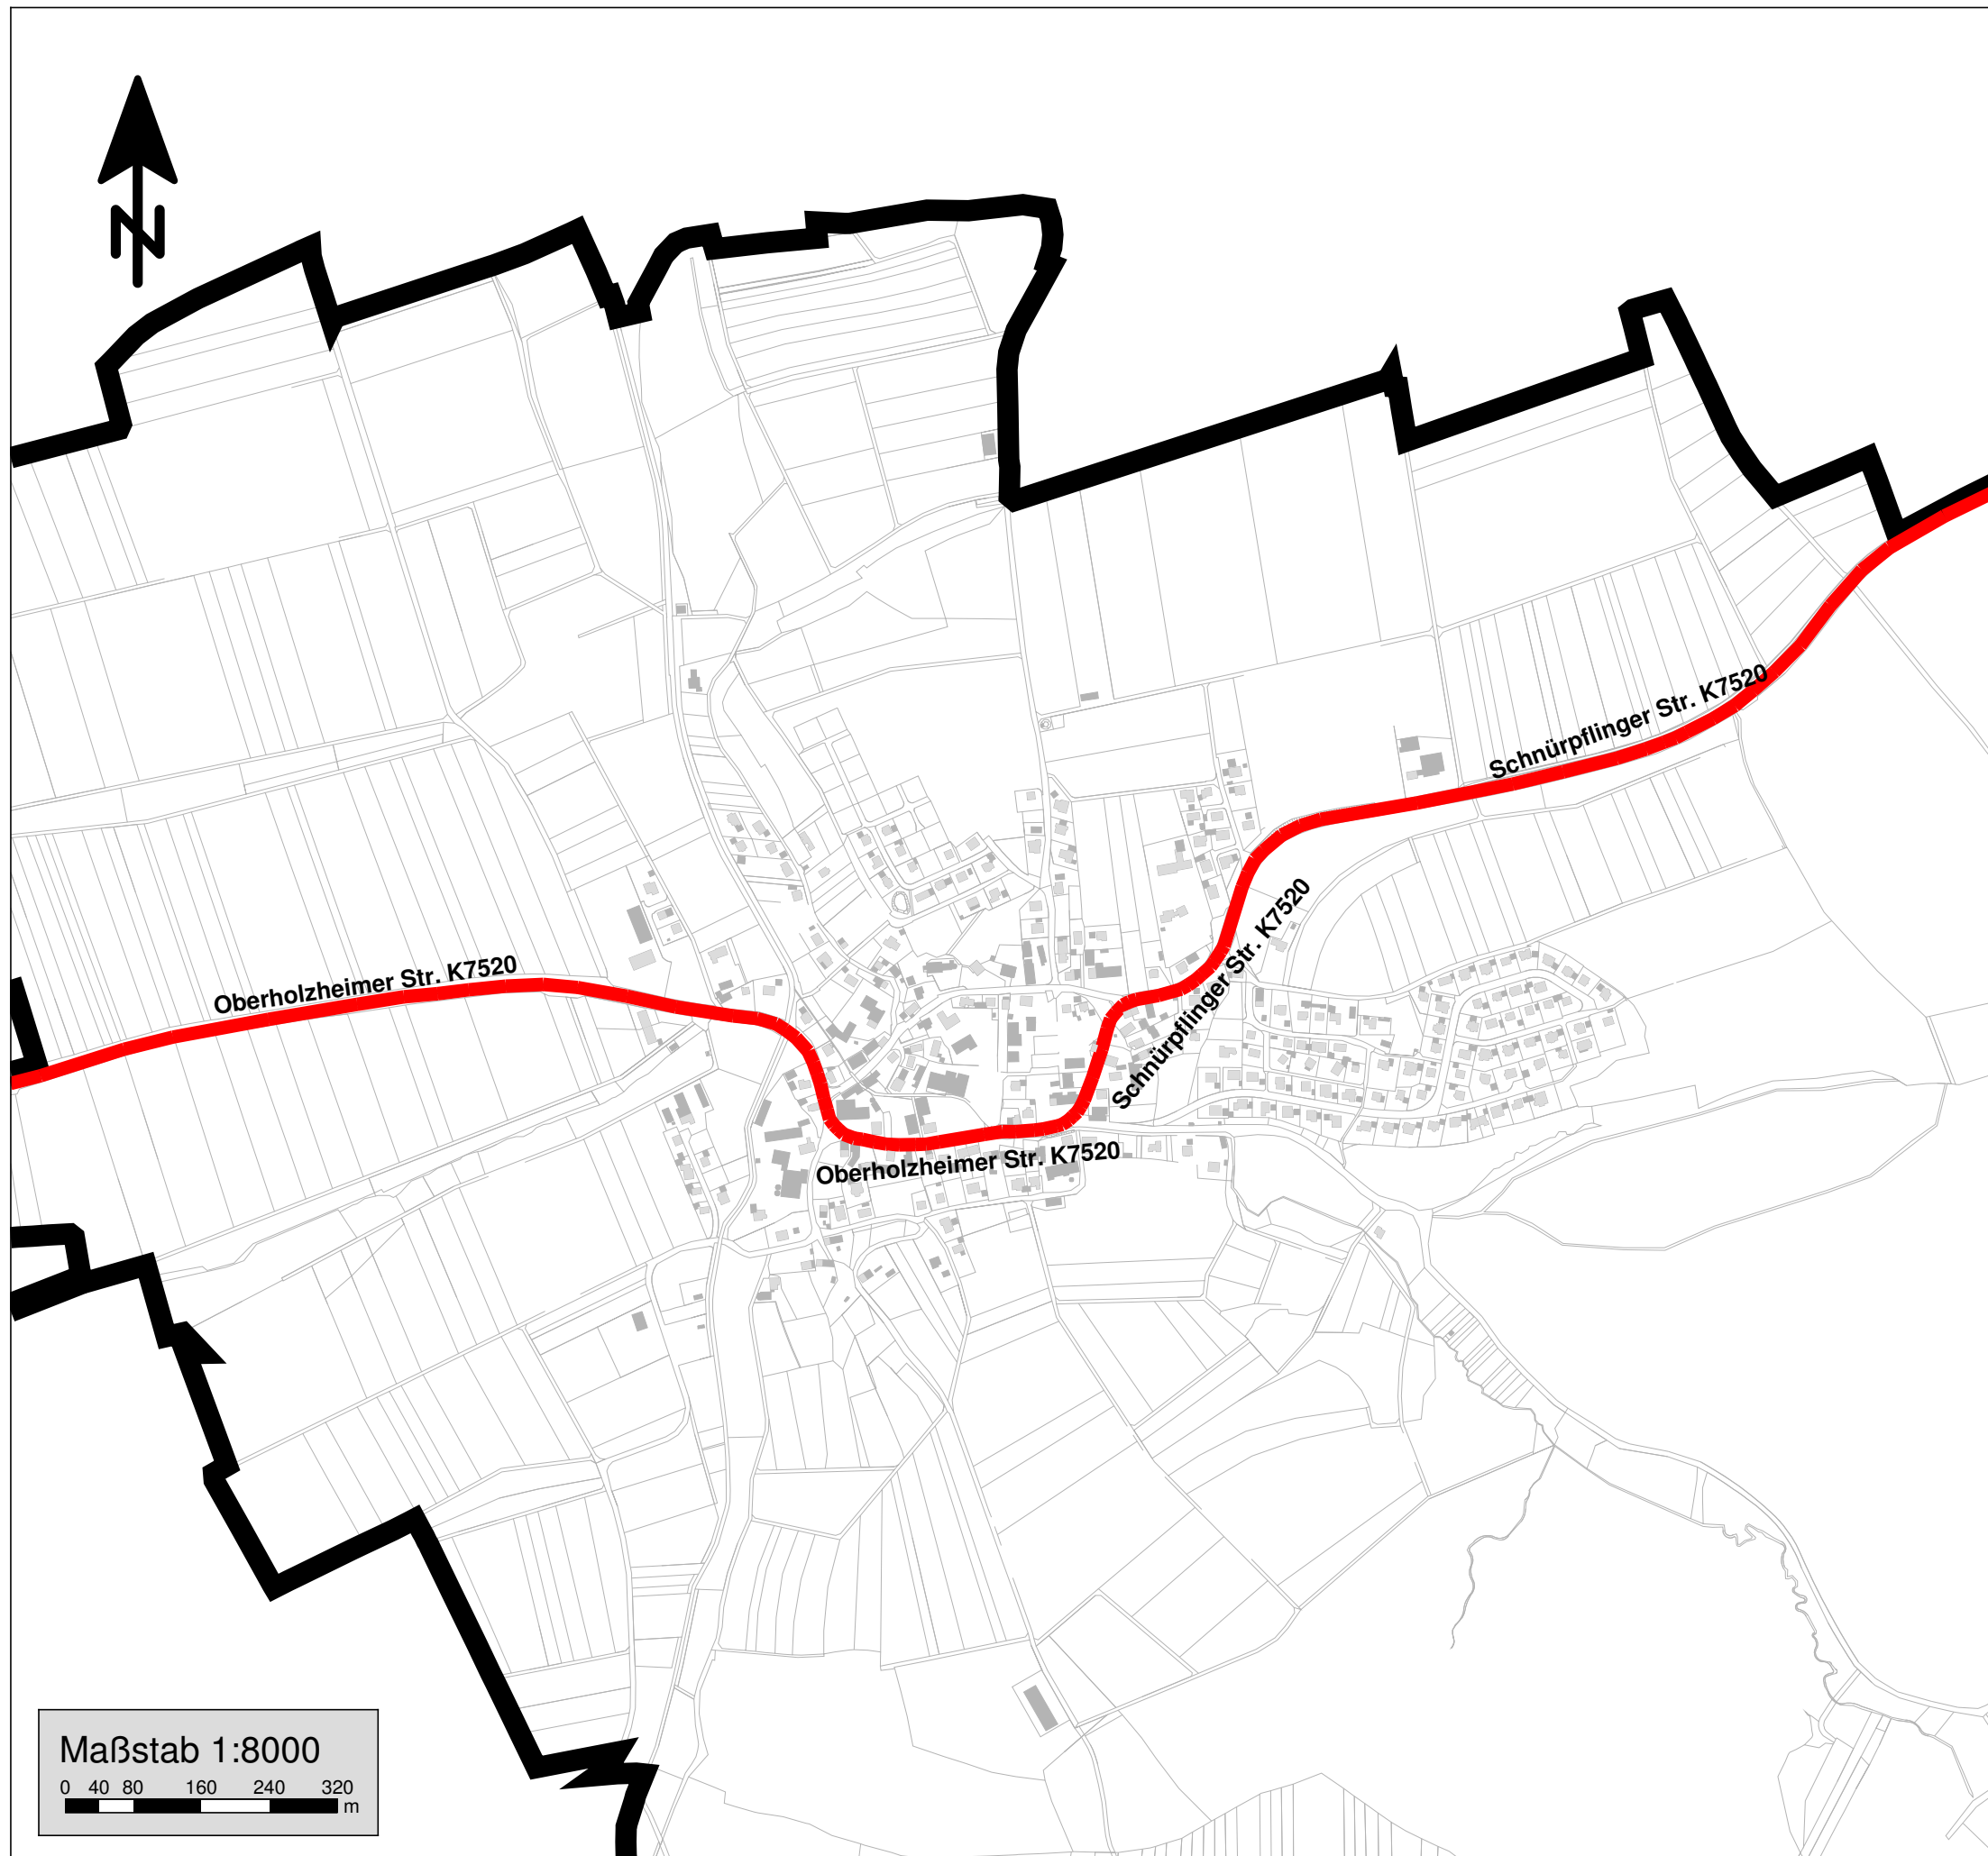 N
Schnürpflinger Str. K7520
Schnürpflinger Str. K7520
Oberholzheimer Str. K7520
Oberholzheimer Str. K7520
Maßstab 1:8000
0 40 80 160 240 320
m